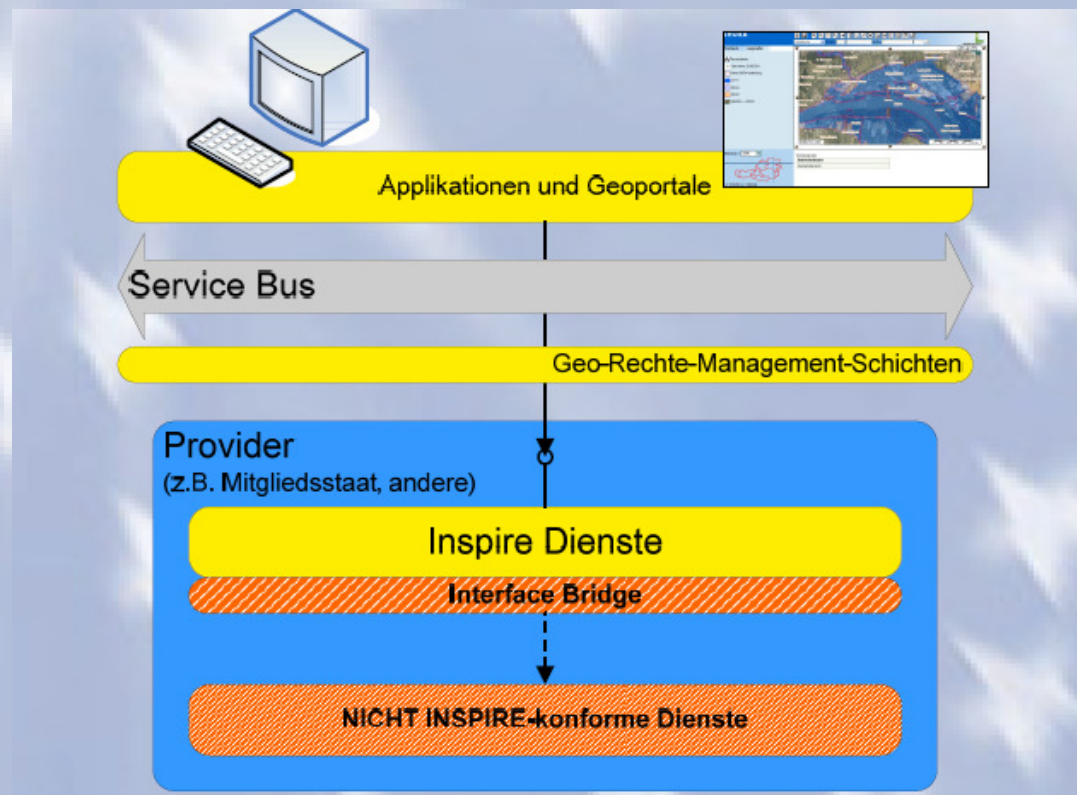 Applikationen und Geoportale
Service Bus
Geo-Rechte-Management-Schichten
Provider
(z.B. Mitgliedsstaat, andere)
Inspire Dienste
Interface Bridge
NICHT INSPIRE-konforme Dienste